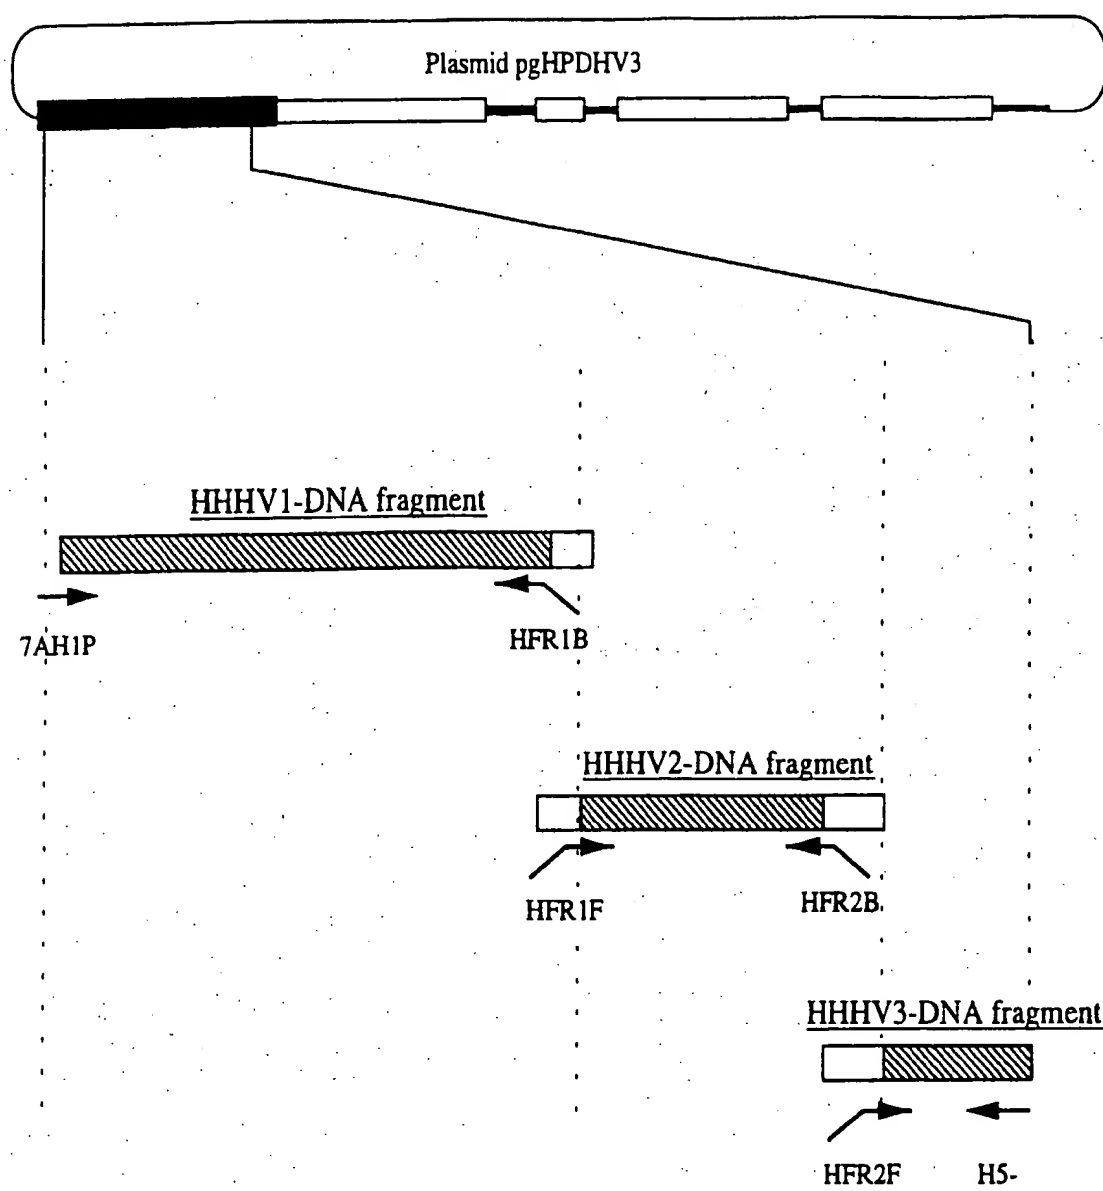 Plasmid pgHPDHV3
HHHV1-DNA fragment
7AH1P
HFR1B
HHHV2-DNA fragment
HFR1F
HFR2B
HHHV3-DNA fragment
HFR2F
H5-